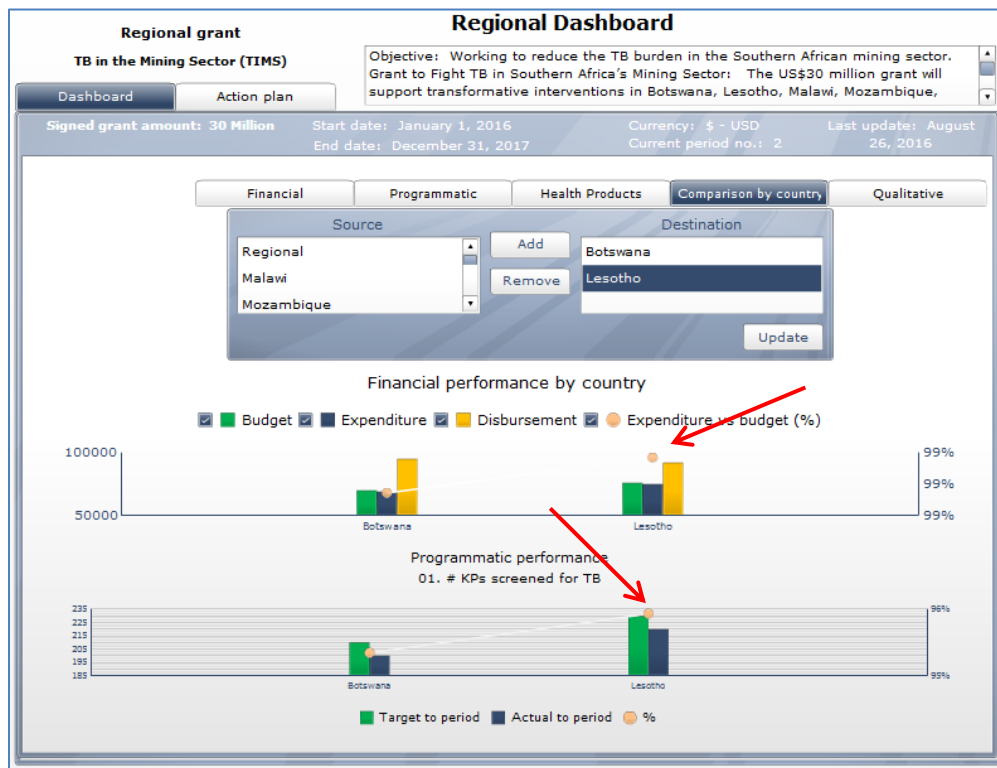 Regional grant
TB in the Mining Sector (TIMS)
Regional Dashboard
Objective: Working to reduce the TB burden in the Southern African mining sector.
Grant to Fight TB in Southern Africa's Mining Sector: The US$30 million grant will
support transformative interventions in Botswana, Lesotho, Malawi, Mozambique,
Dashboard
Action plan
Signed grant amount: 30 Million
Start date: January 1, 2016
End date: December 31, 2017
Currency: $ - USD
Current period no.: 2
Last update: August
26, 2016
Financial
Programmatic
Health Products
Comparison by country
Qualitative
Source
Regional
Malawi
Mozambique
Add
Remove
Destination
Botswana
Lesotho
Update
Financial performance by country
Budget
Expenditure
Disbursement
Expenditure vs budget (%)
100000
50000
99%
99%
99%
Botswana
Lesotho
Programmatic performance
01. # KPs screened for TB
235
225
215
205
195
185
96%
95%
Botswana
Lesotho
Target to period
Actual to period
%